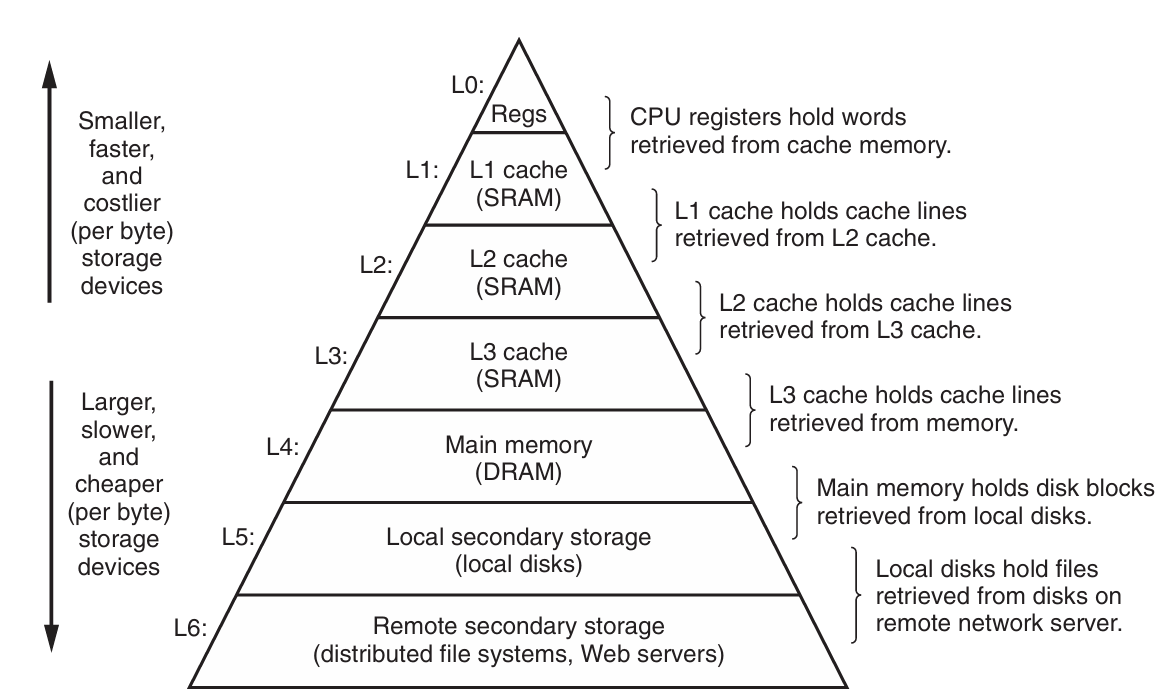 L0:
Regs
CPU registers hold words
retrieved from cache memory.
Smaller,
faster,
and
costlier
(per byte)
storage
devices
L1:
L1 cache
(SRAM)
L1 cache holds cache lines
retrieved from L2 cache.
L2:
L2 cache
(SRAM)
L2 cache holds cache lines
retrieved from L3 cache.
L3:
L3 cache
(SRAM)
L3 cache holds cache lines
retrieved from memory.
Larger,
slower,
and
cheaper
(per byte)
storage
devices
L4:
Main memory
(DRAM)
Main memory holds disk blocks
retrieved from local disks.
L5:
Local secondary storage
(local disks)
Local disks hold files
retrieved from disks on
remote network server.
L6:
Remote secondary storage
(distributed file systems, Web servers)